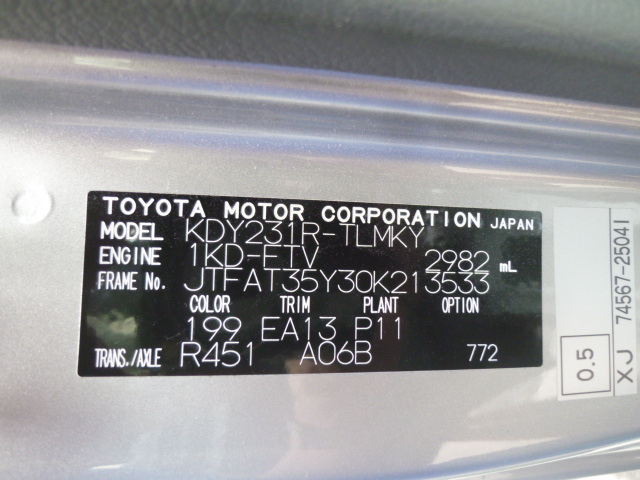 TOYOTA MOTOR CORPORATION JAPAN
MODEL KDY231R-TLMKY
ENGINE 1KD-FTV 2982 mL
FRAME No. JTFAT35Y30K213533
COLOR TRIM PLANT OPTION
199 EA13 P11
TRANS./AXLE R451 A06B 772
0.5
XJ 74567-25041